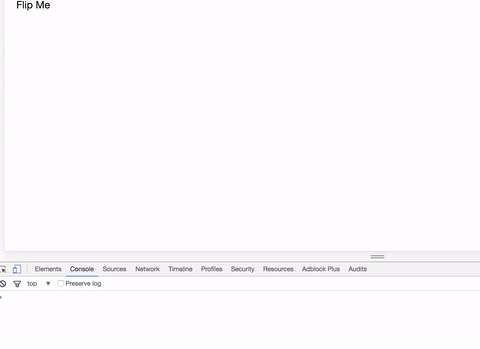 Flip Me
Elements Console Sources Network Timeline Profiles Security Resources Adblock Plus Audits
top ▼ Preserve log